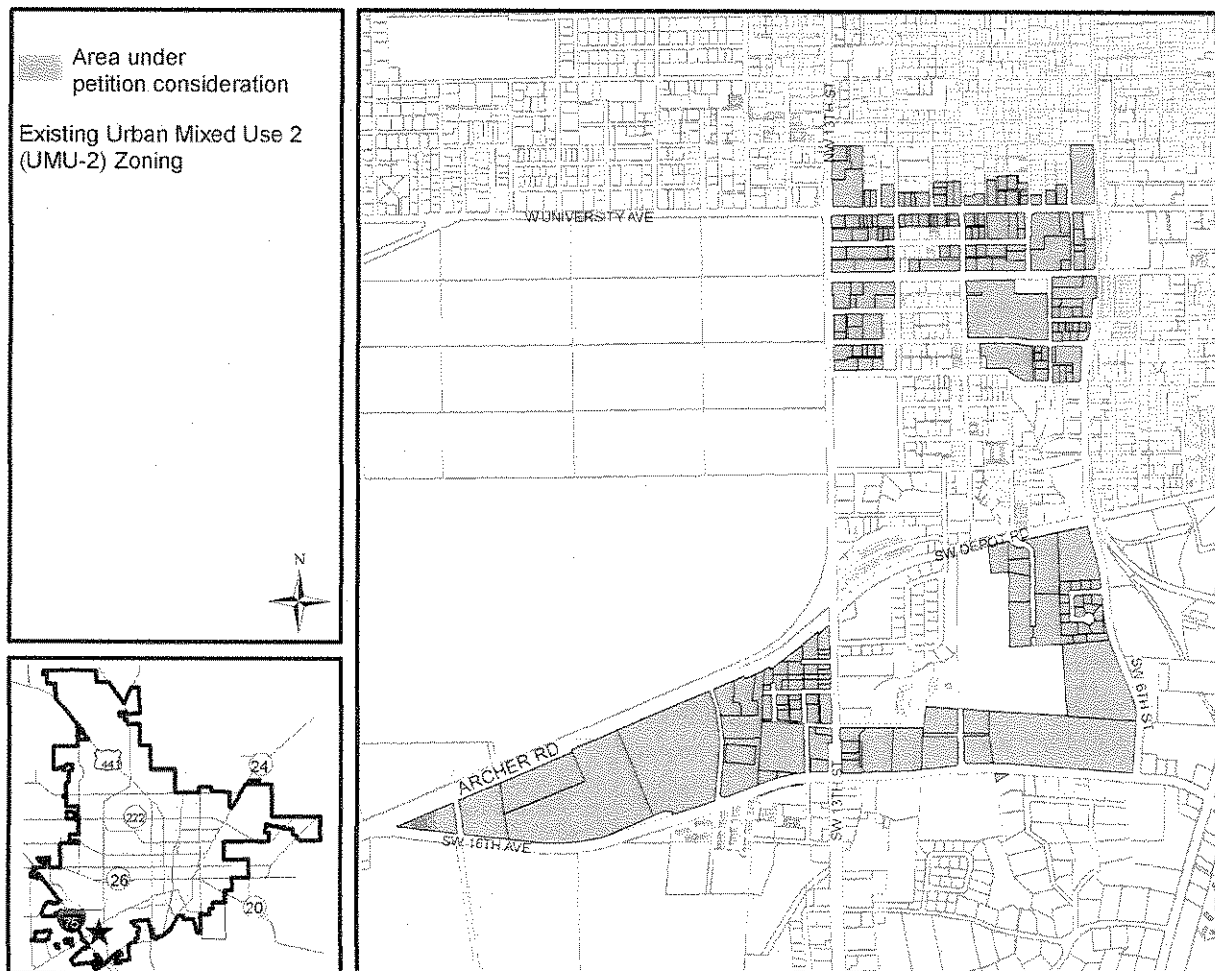 Area under
petition consideration
Existing Urban Mixed Use 2
(UMU-2) Zoning
N
NW 13TH ST
W UNIVERSITY AVE
SW DEPOT RD
SW 6TH ST
ARCHER RD
SW 13TH ST
SW 16TH AVE
441
24
222
26
20